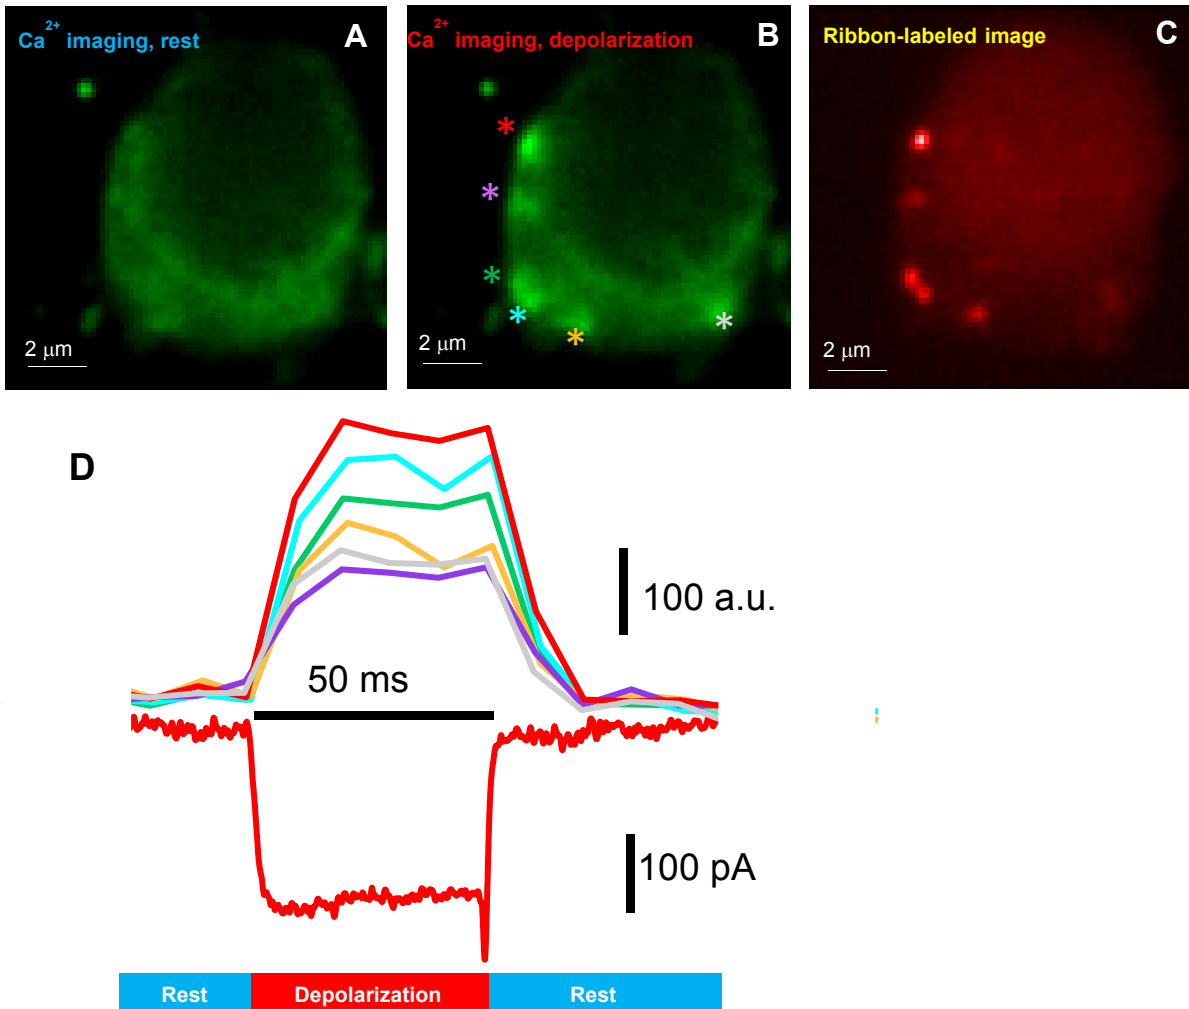 Ca2+ imaging, rest
A
Ca2+ imaging, depolarization
B
Ribbon-labeled image
C
2 μm
2 μm
2 μm
D
100 a.u.
50 ms
100 pA
Rest
Depolarization
Rest